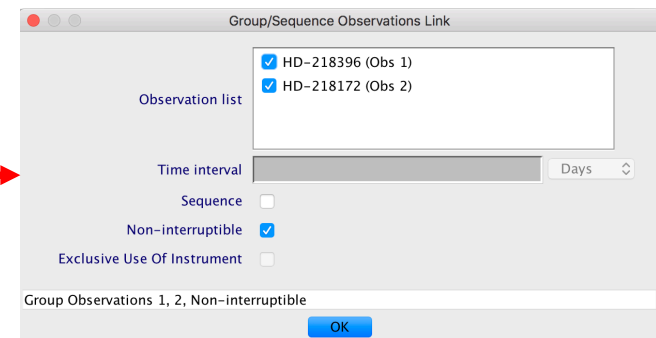 Group/Sequence Observations Link
HD-218396 (Obs 1)
HD-218172 (Obs 2)
Observation list
Time interval Days
Sequence
Non-interruptible
Exclusive Use Of Instrument
Group Observations 1, 2, Non-interruptible
OK